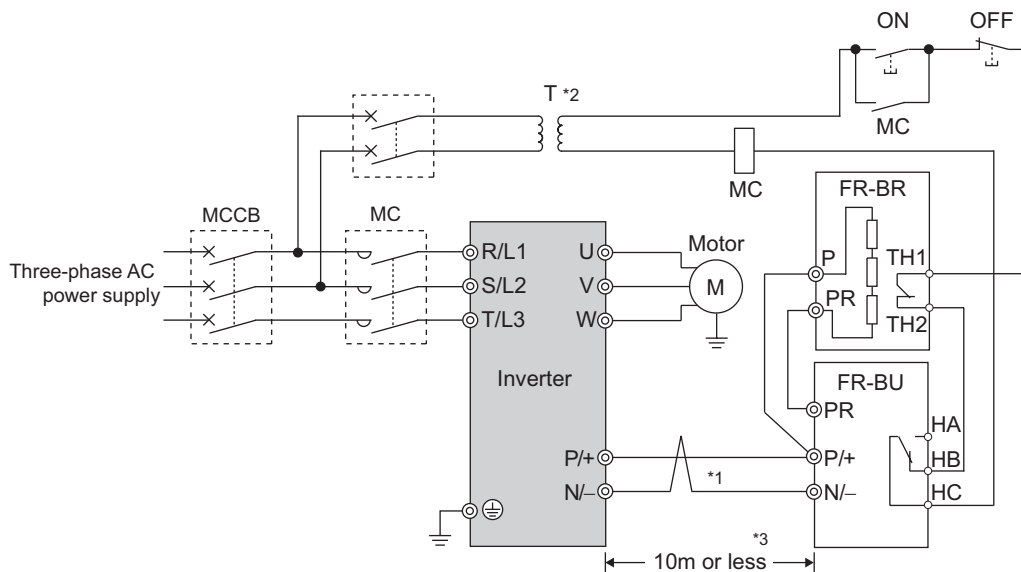 ON
OFF
T *2
MC
MC
FR-BR
MCCB
MC
R/L1
U
Motor
P
TH1
Three-phase AC
power supply
S/L2
V
M
PR
TH2
T/L3
W
Inverter
FR-BU
PR
HA
P/+
P/+
HB
N/–
*1
N/–
HC
*3
10m or less